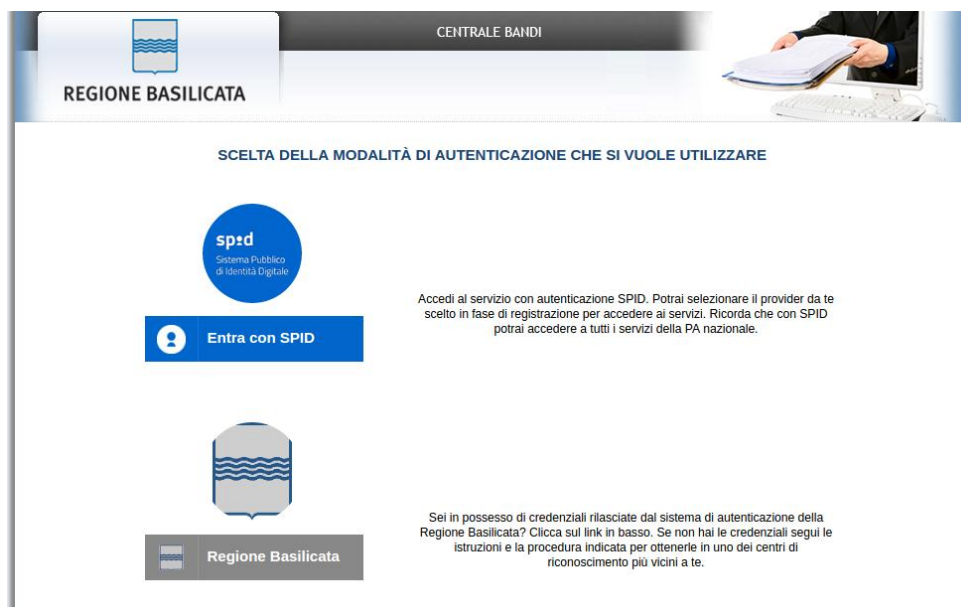 CENTRALE BANDI
REGIONE BASILICATA
SCELTA DELLA MODALITÀ DI AUTENTICAZIONE CHE SI VUOLE UTILIZZARE
spid
Sistema Pubblico
di Identità Digitale
Entra con SPID
Accedi al servizio con autenticazione SPID. Potrai selezionare il provider da te
scelto in fase di registrazione per accedere ai servizi. Ricorda che con SPID
potrai accedere a tutti i servizi della PA nazionale.
Regione Basilicata
Sei in possesso di credenziali rilasciate dal sistema di autenticazione della
Regione Basilicata? Clicca sul link in basso. Se non hai le credenziali segui le
istruzioni e la procedura indicata per ottenerle in uno dei centri di
riconoscimento più vicini a te.